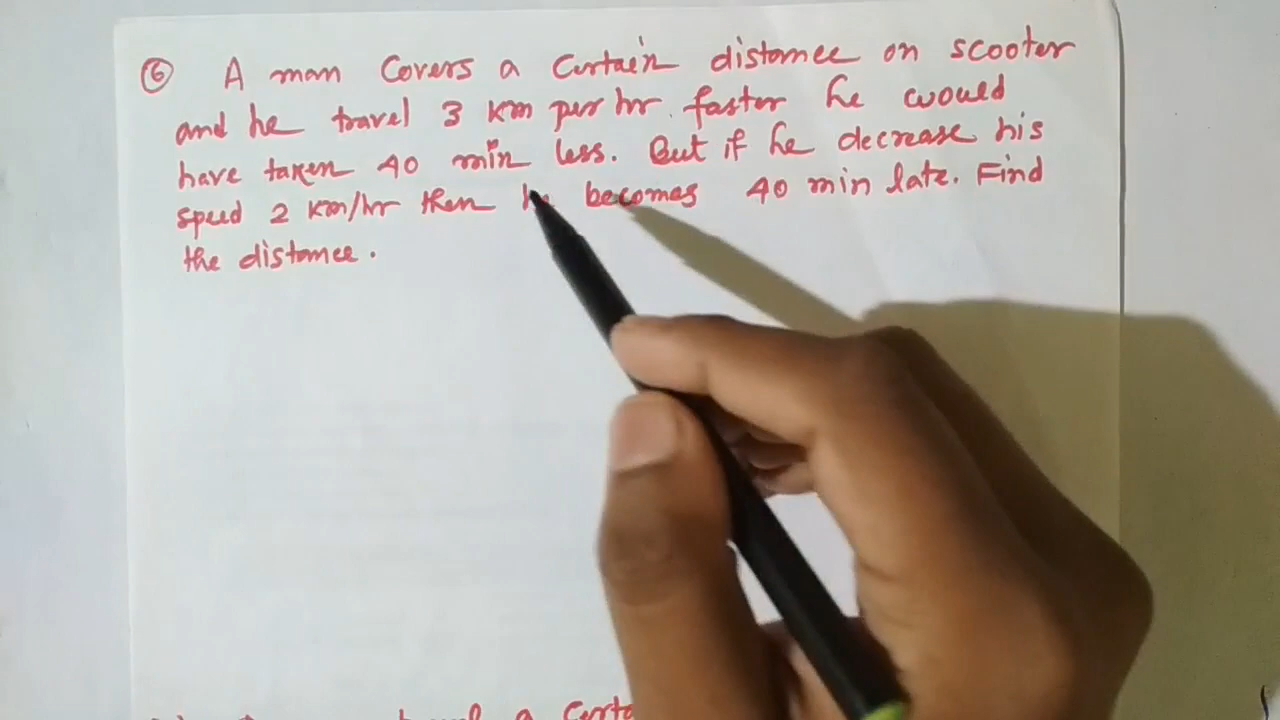 6 A man Covers a Certain distance on scooter
and he travel 3 km per hr. faster he would
have taken 40 min less. But if he decrease his
speed 2 km/hr then he becomes 40 min late. Find
the distance.
travel a Certa